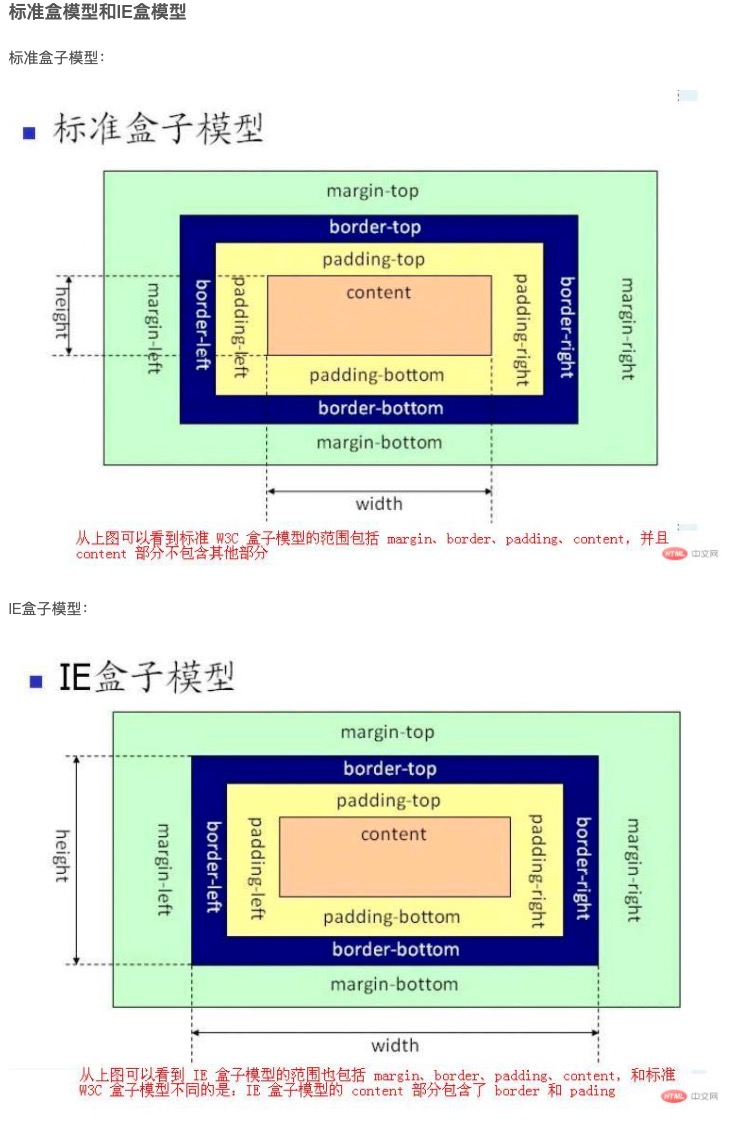 标准盒模型和IE盒模型
标准盒子模型：
标准盒子模型
margin-top
border-top
padding-top
content
height
margin-left
border-left
padding-left
padding-right
border-right
margin-right
padding-bottom
border-bottom
margin-bottom
width
从上图可以看到标准 W3C 盒子模型的范围包括 margin、border、padding、content，并且
content 部分不包含其他部分
HTML 中文网
IE盒子模型：
IE盒子模型
margin-top
border-top
padding-top
content
height
margin-left
border-left
padding-left
padding-right
border-right
margin-right
padding-bottom
border-bottom
margin-bottom
width
从上图可以看到 IE 盒子模型的范围也包括 margin、border、padding、content，和标准
W3C 盒子模型不同的是：IE 盒子模型的 content 部分包含了 border 和 pading
HTML 中文网